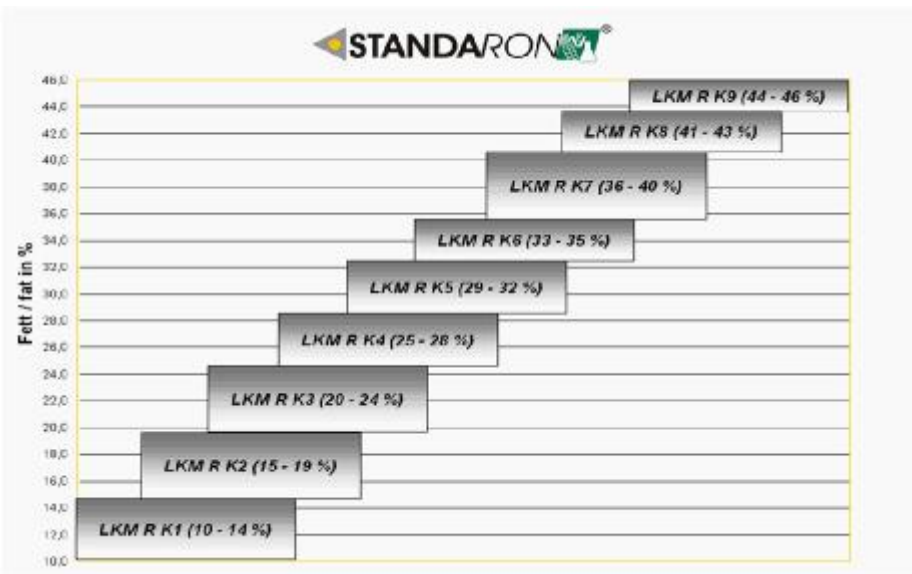 STANDARON®
Fett / fat in %
46,0
44,0
42,0
40,0
38,0
36,0
34,0
32,0
30,0
28,0
26,0
24,0
22,0
20,0
18,0
16,0
14,0
12,0
10,0
LKM R K9 (44 - 46 %)
LKM R K8 (41 - 43 %)
LKM R K7 (36 - 40 %)
LKM R K6 (33 - 35 %)
LKM R K5 (29 - 32 %)
LKM R K4 (25 - 28 %)
LKM R K3 (20 - 24 %)
LKM R K2 (15 - 19 %)
LKM R K1 (10 - 14 %)